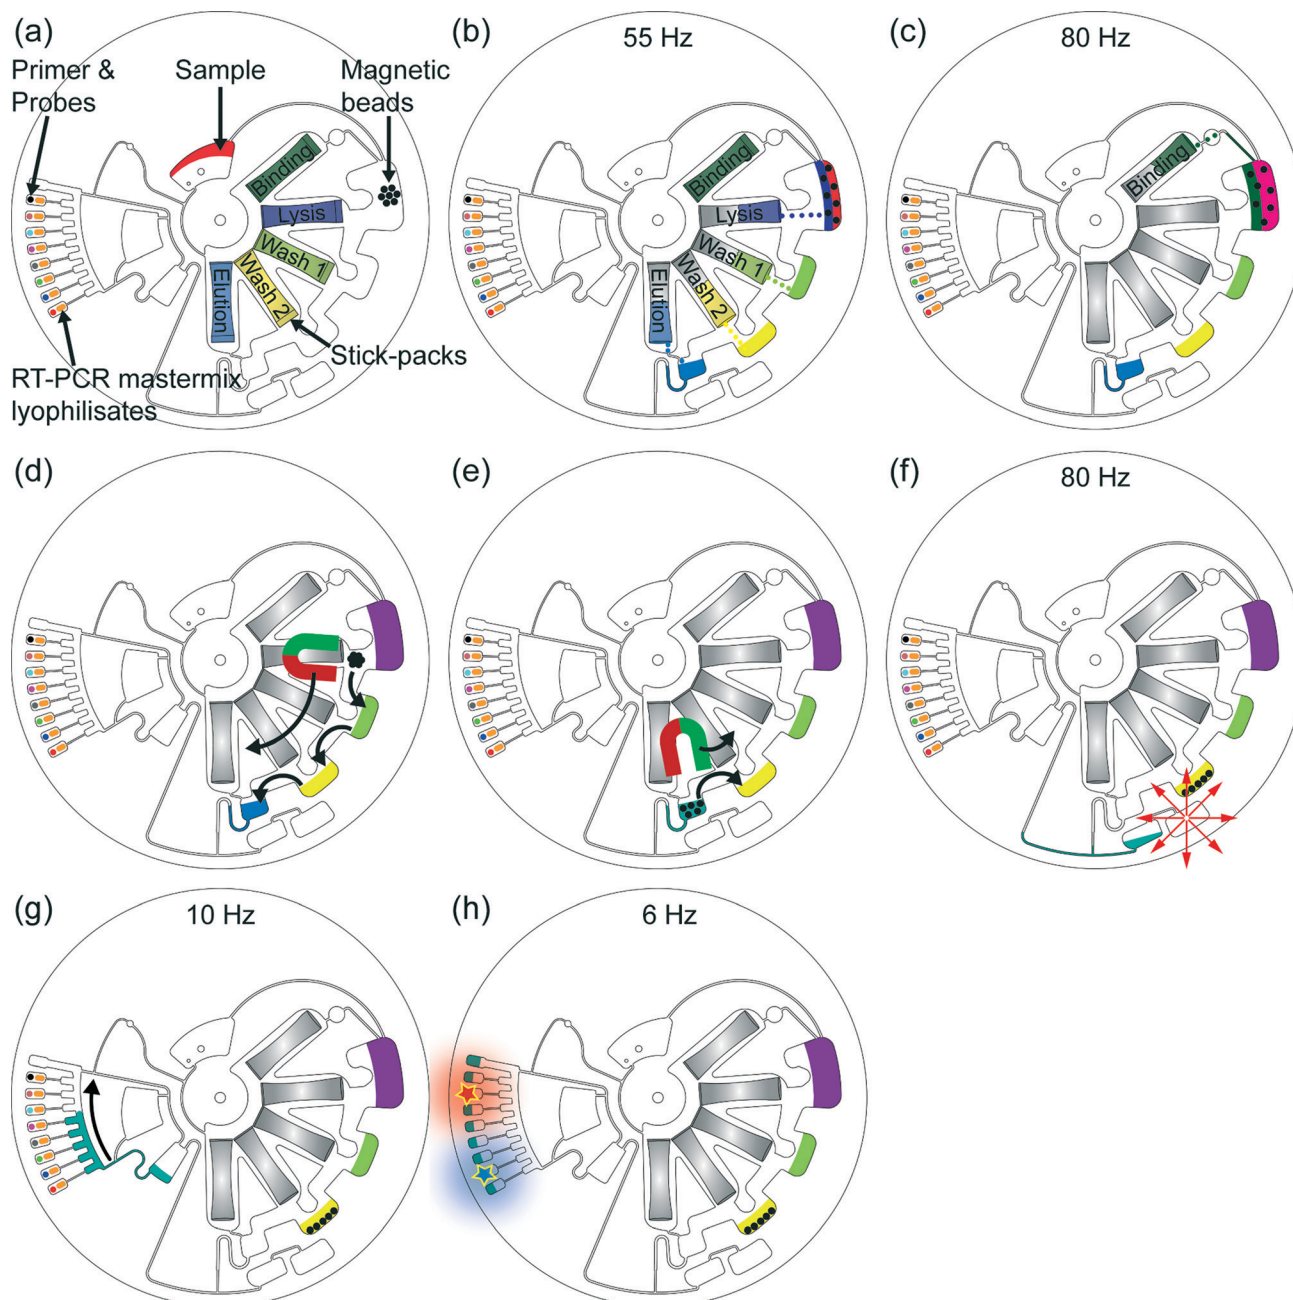 (a)
Primer &
Probes
Sample
Magnetic
beads
Binding
Lysis
Wash 1
Wash 2
Elution
Stick-packs
RT-PCR mastermix
lyophilisates
(b)
55 Hz
Binding
Lysis
Wash 1
Wash 2
Elution
(c)
80 Hz
Binding
(d)
(e)
(f)
80 Hz
(g)
10 Hz
(h)
6 Hz